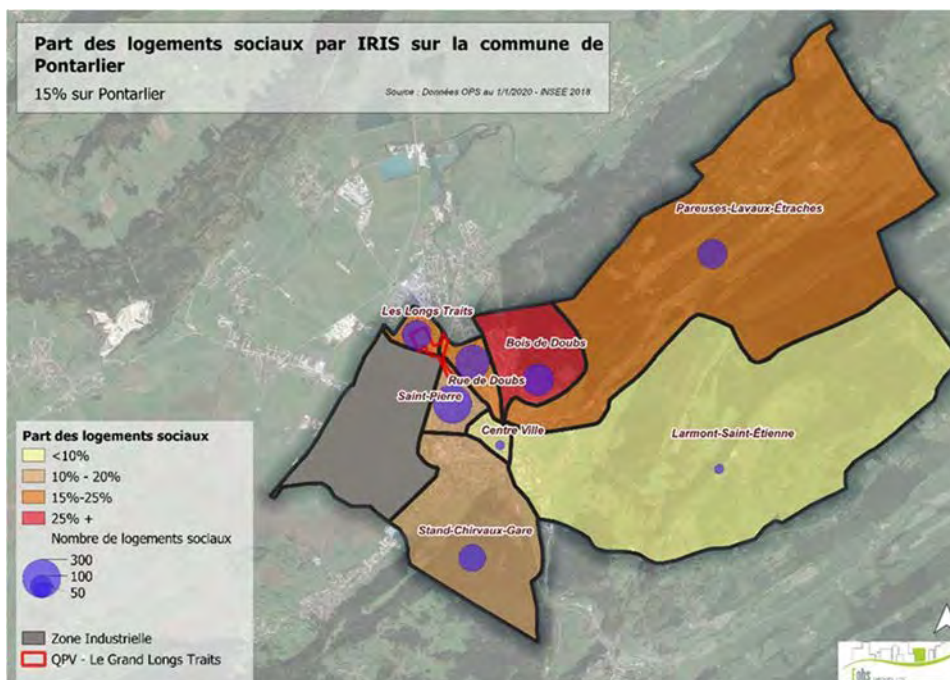 Part des logements sociaux par IRIS sur la commune de
Pontarlier
15% sur Pontarlier
Source : Données OPS au 1/1/2020 - INSEE 2018
Pareuses-Lavaux-Étraches
Les Longs Traits
Bois de Doubs
Rue de Doubs
Saint-Pierre
Centre Ville
Larmont-Saint-Étienne
Stand-Chirvaux-Gare
Part des logements sociaux
<10%
10% - 20%
15%-25%
25% +
Nombre de logements sociaux
300
100
50
Zone Industrielle
QPV - Le Grand Longs Traits